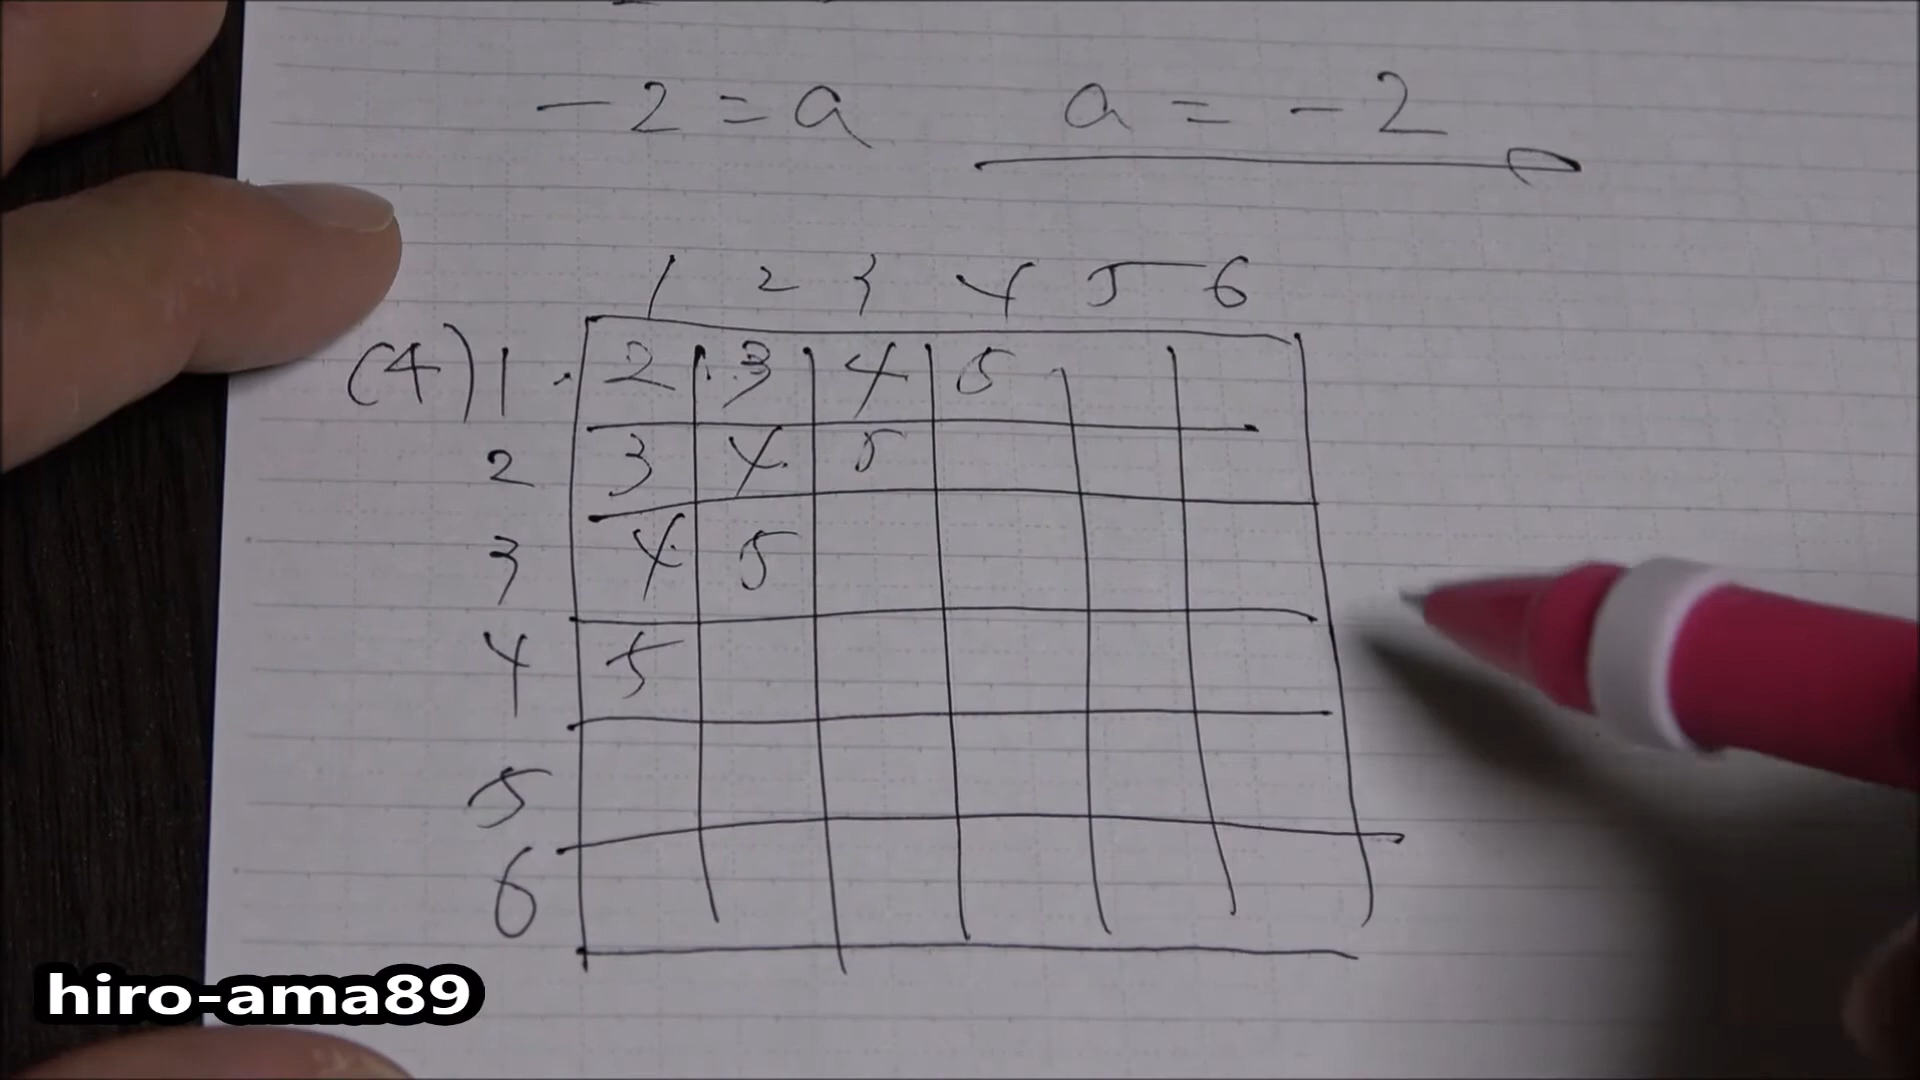 -2 = a a = -2
1 2 3 4 5 6
(4) 1 2 3 4 5
2 3 4 5
3 4 5
4 5
5
6
hiro-ama89